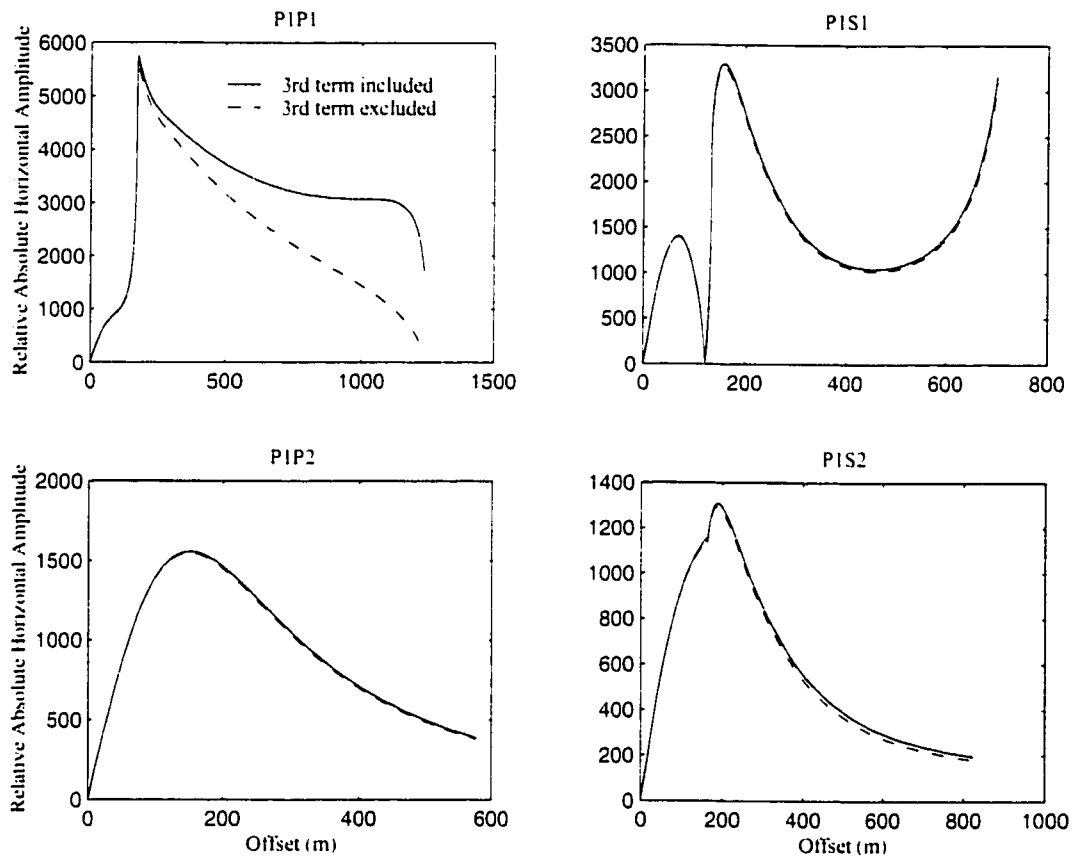 P1P1
Relative Absolute Horizontal Amplitude
6000
5000
4000
3000
2000
1000
0
3rd term included
3rd term excluded
0 500 1000 1500
P1S1
3500
3000
2500
2000
1500
1000
500
0
0 200 400 600 800
P1P2
Relative Absolute Horizontal Amplitude
2000
1500
1000
500
0
0 200 400 600
Offset (m)
P1S2
1400
1200
1000
800
600
400
200
0
0 200 400 600 800 1000
Offset (m)